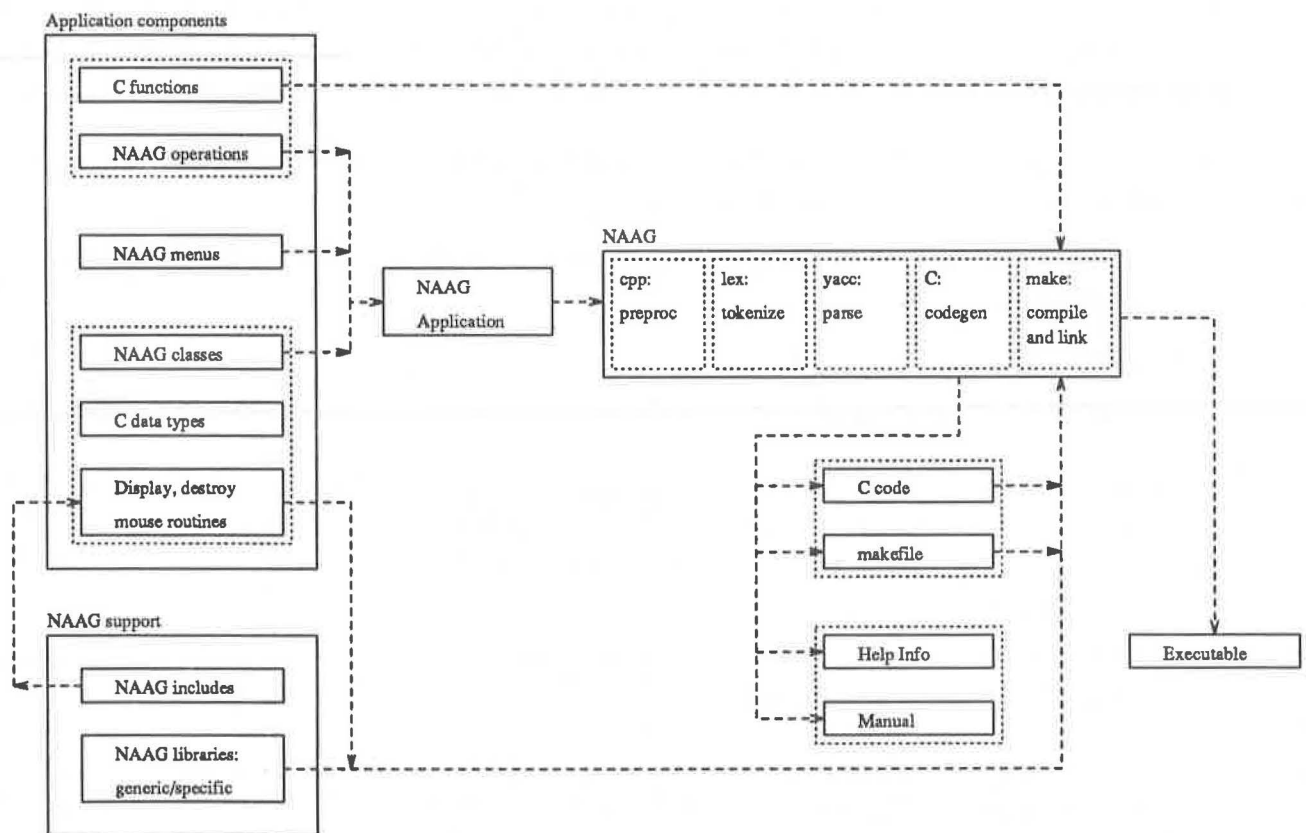 Application components
C functions
NAAG operations
NAAG menus
NAAG classes
C data types
Display, destroy
mouse routines
NAAG support
NAAG includes
NAAG libraries:
generic/specific
NAAG
Application
NAAG
cpp:
preproc
lex:
tokenize
yacc:
parse
C:
codegen
make:
compile
and link
C code
makefile
Help Info
Manual
Executable